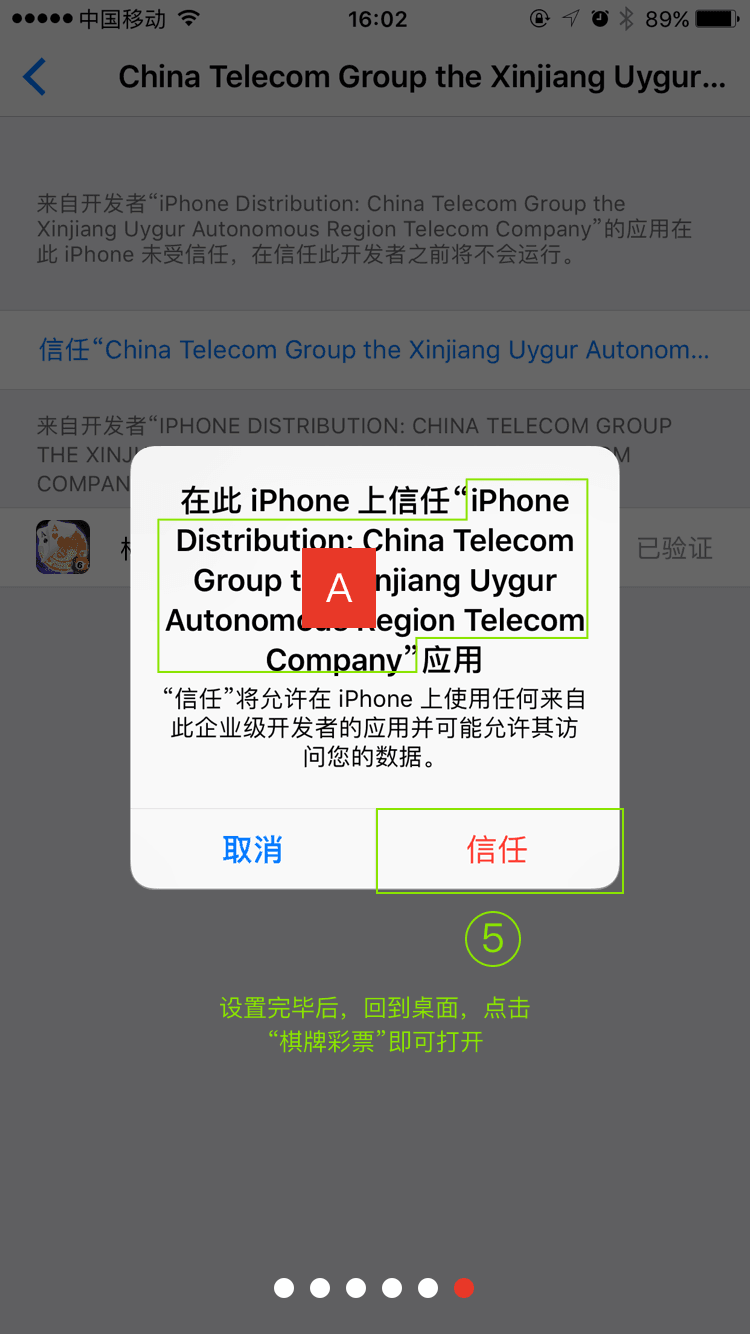 中国移动
16:02
89%
China Telecom Group the Xinjiang Uygur...
来自开发者“iPhone Distribution: China Telecom Group the
Xinjiang Uygur Autonomous Region Telecom Company”的应用在
此 iPhone 未受信任，在信任此开发者之前将不会运行。
信任“China Telecom Group the Xinjiang Uygur Autonom...
来自开发者“IPHONE DISTRIBUTION: CHINA TELECOM GROUP
THE XINJ
COMPAN
已验证
在此 iPhone 上信任“iPhone
Distribution: China Telecom
Group t
A
njiang Uygur
Autonomo
egion Telecom
Company”应用
“信任”将允许在 iPhone 上使用任何来自
此企业级开发者的应用并可能允许其访
问您的数据。
取消
信任
5
设置完毕后，回到桌面，点击
“棋牌彩票”即可打开